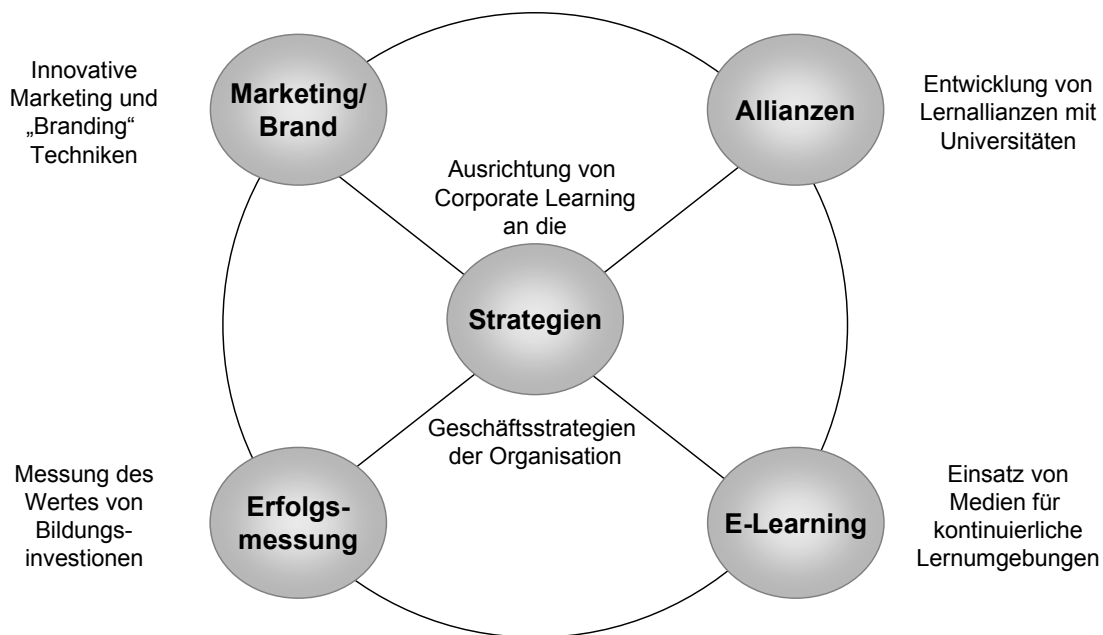 Innovative
Marketing und
„Branding“
Techniken
Marketing/
Brand
Allianzen
Entwicklung von
Lernallianzen mit
Universitäten
Ausrichtung von
Corporate Learning
an die
Strategien
Geschäftsstrategien
der Organisation
Messung des
Wertes von
Bildungs-
investionen
Erfolgs-
messung
E-Learning
Einsatz von
Medien für
kontinuierliche
Lernumgebungen